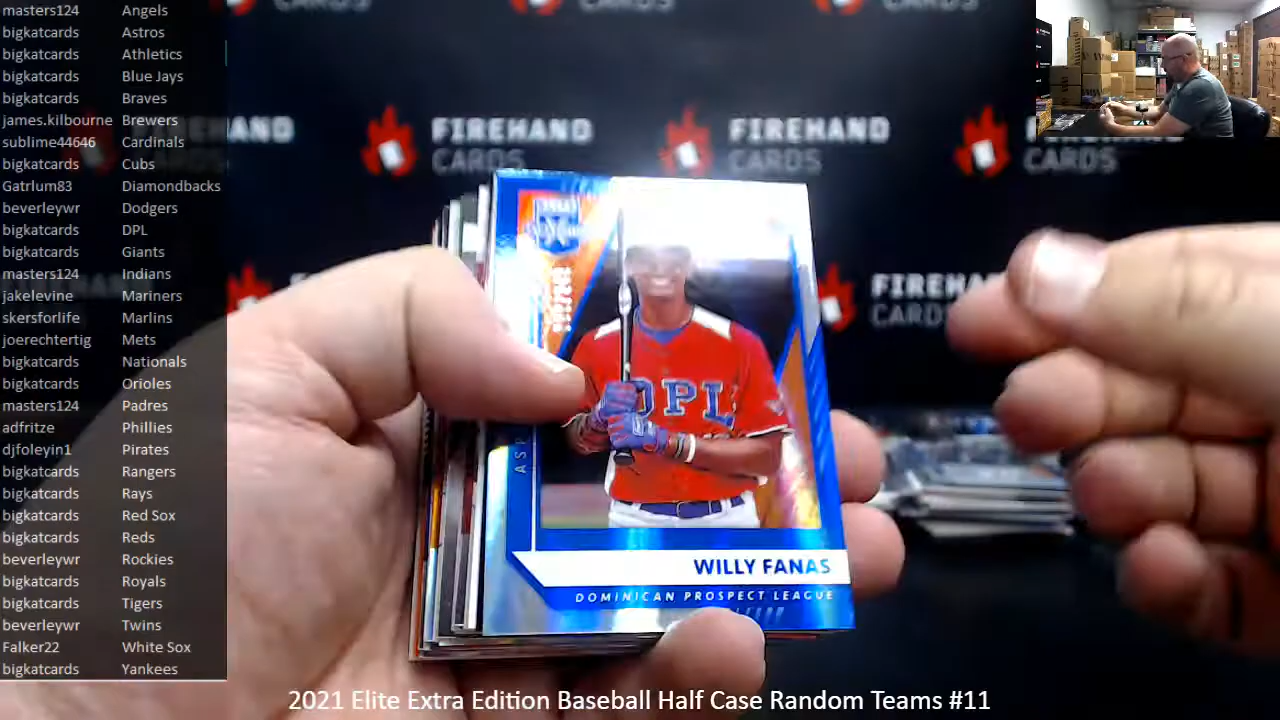 masters124 Angels
bigkatcards Astros
bigkatcards Athletics
bigkatcards Blue Jays
bigkatcards Braves
james.kilbourne Brewers
sublime44646 Cardinals
bigkatcards Cubs
Gatrlum83 Diamondbacks
beverleywr Dodgers
bigkatcards DPL
bigkatcards Giants
masters124 Indians
jakelevine Mariners
skersforlife Marlins
joerechtertig Mets
bigkatcards Nationals
bigkatcards Orioles
masters124 Padres
adfritze Phillies
djfoleyin1 Pirates
bigkatcards Rangers
bigkatcards Rays
bigkatcards Red Sox
bigkatcards Reds
beverleywr Rockies
bigkatcards Royals
bigkatcards Tigers
beverleywr Twins
Falker22 White Sox
bigkatcards Yankees
CARDS
CARDS
CARDS
FIREHAND
CARDS
FIREHAND
CARDS
CARDS
FIREHAND
DPL
WILLY FANAS
DOMINICAN PROSPECT LEAGUE
2021 Elite Extra Edition Baseball Half Case Random Teams #11